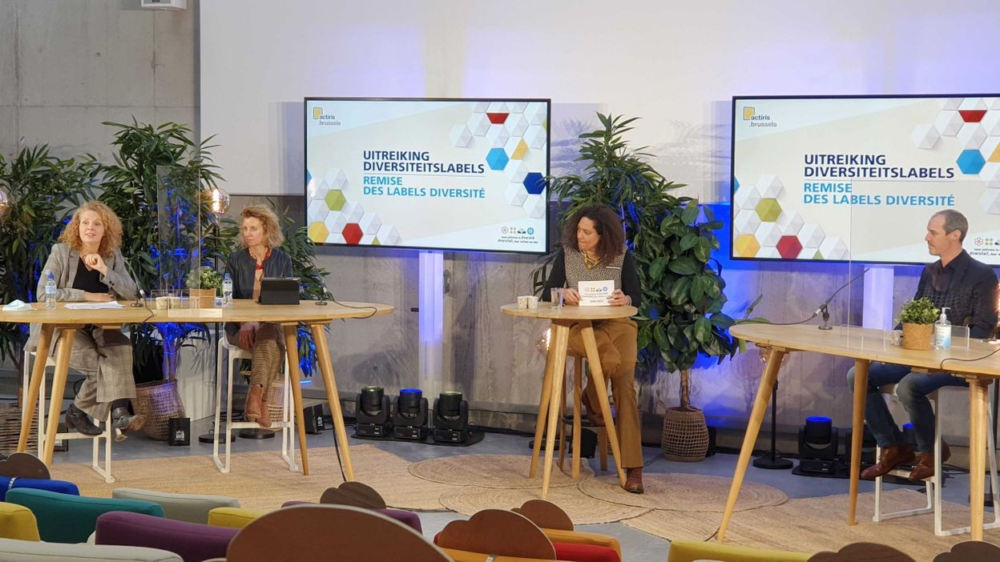 actiris
.brussels
UITREIKING
DIVERSITEITSLABELS
REMISE
DES LABELS DIVERSITÉ
actiris
.brussels
UITREIKING
DIVERSITEITSLABELS
REMISE
DES LABELS DIVERSITÉ